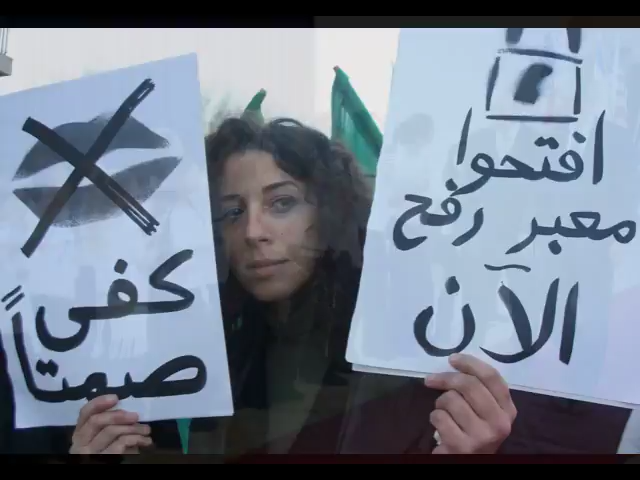 افتحوا
معبر رفح
الآن
كفى
صمتاً